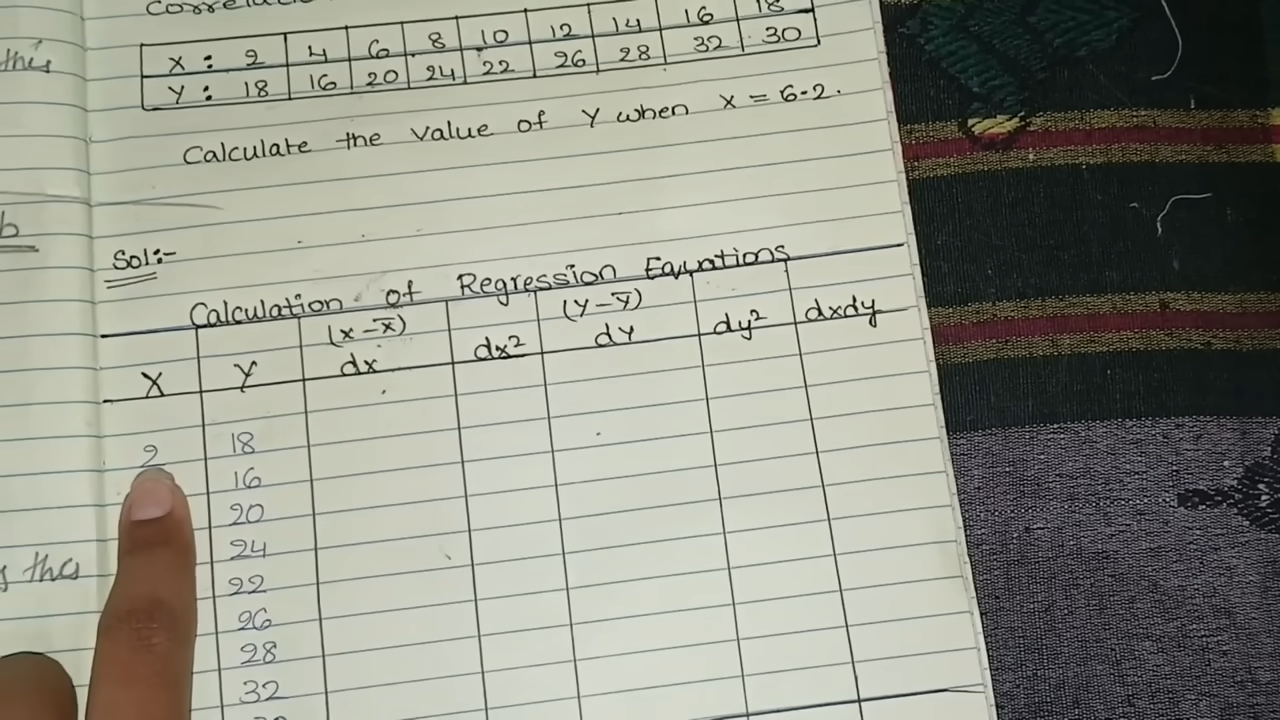 X : 2 4 6 8 10 12 14 16 18
Y : 18 16 20 24 22 26 28 32 30
Calculate the value of Y when X = 6.2.
this
b
Sol:-
Calculation of Regression Equations
(x-x̄) (y-y̅)
X Y dx dx² dy dy² dxdy
2 18
16
20
24
22
26
28
32